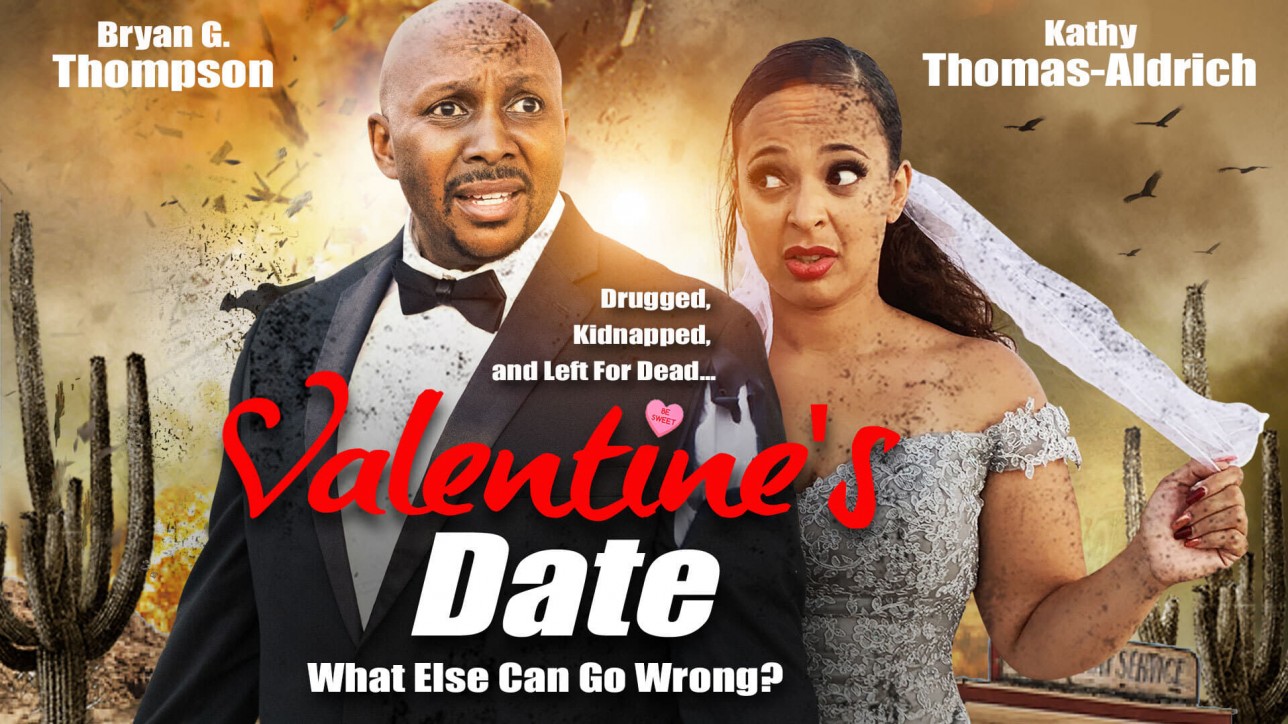 Bryan G.
Thompson
Kathy
Thomas-Aldrich
Drugged,
Kidnapped,
and Left For Dead...
BE
SWEET
Valentine's
Date
What Else Can Go Wrong?
SERVICE